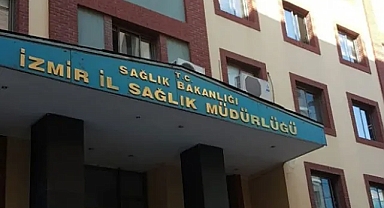 T.C.
SAĞLIK BAKANLIĞI
İZMİR İL SAĞLIK MÜDÜRLÜĞÜ